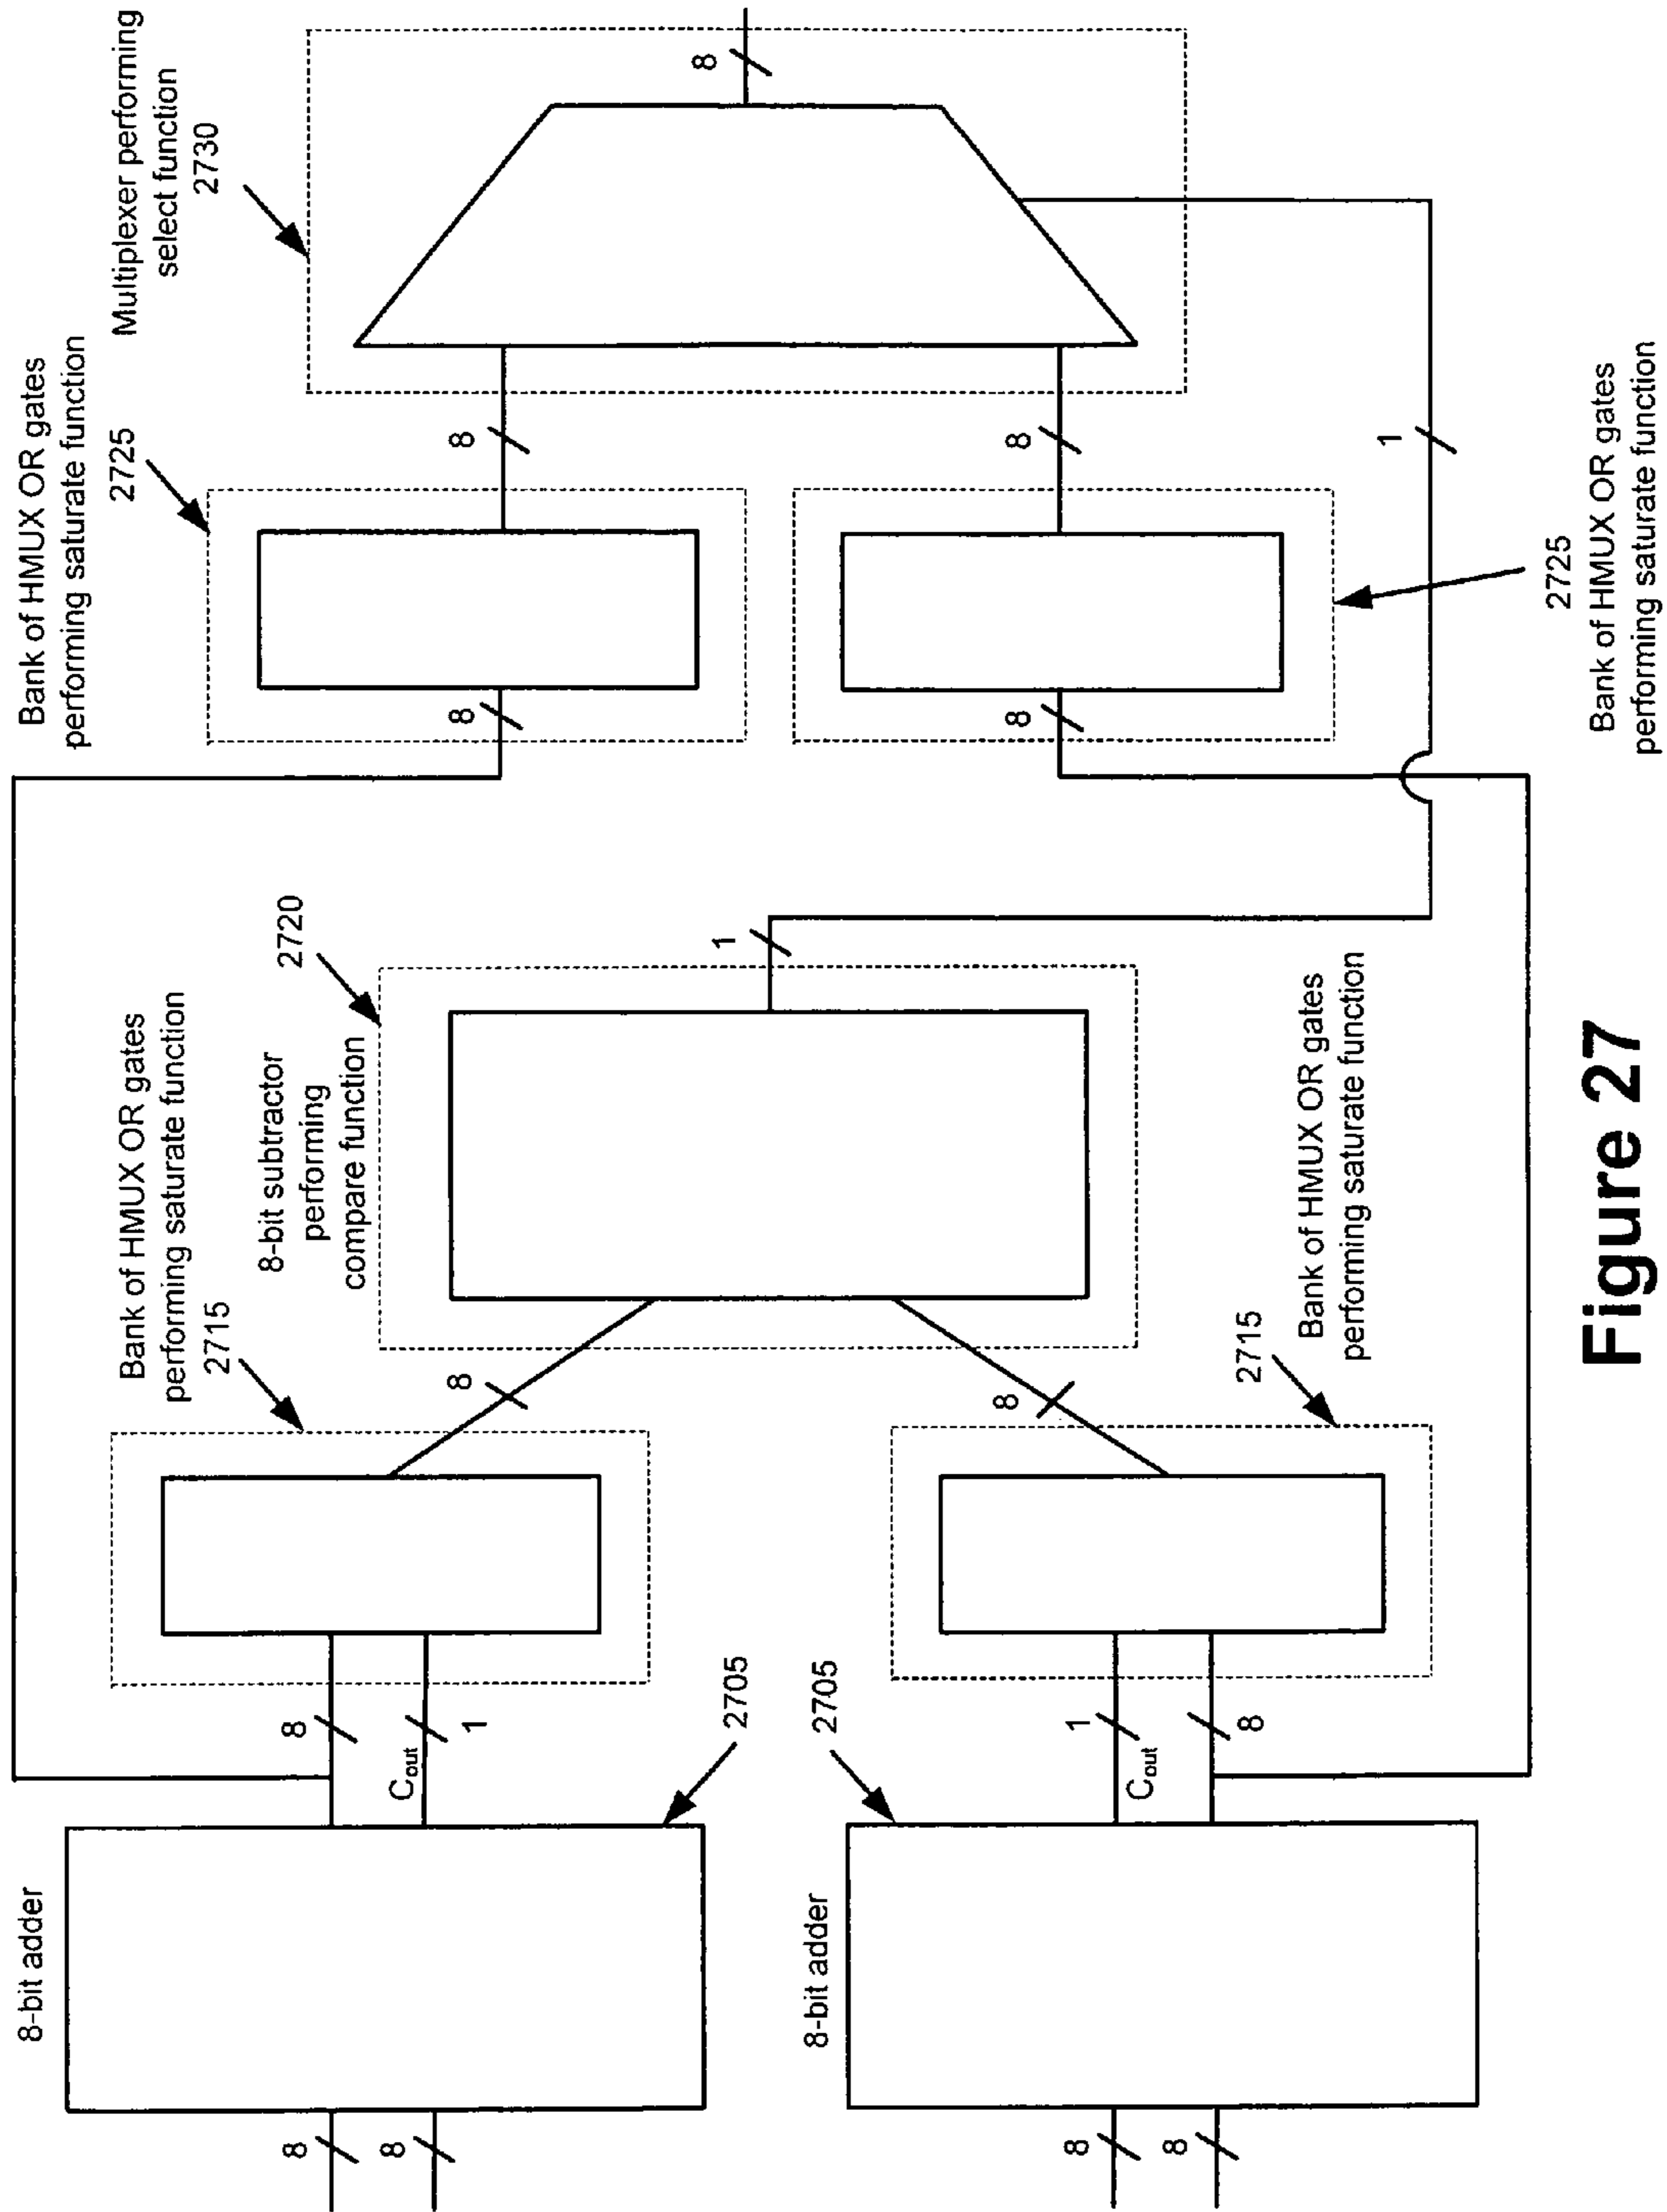 8-bit adder
8
8
8
C_out
1
2705
Bank of HMUX OR gates
performing saturate function
2715
8
8-bit subtractor
performing
compare function
2720
1
Bank of HMUX OR gates
performing saturate function
2725
8
8
Multiplexer performing
select function
2730
8
8-bit adder
8
8
2705
1
C_out
8
8
2715
Bank of HMUX OR gates
performing saturate function
8
8
1
2725
Bank of HMUX OR gates
performing saturate function
Figure 27